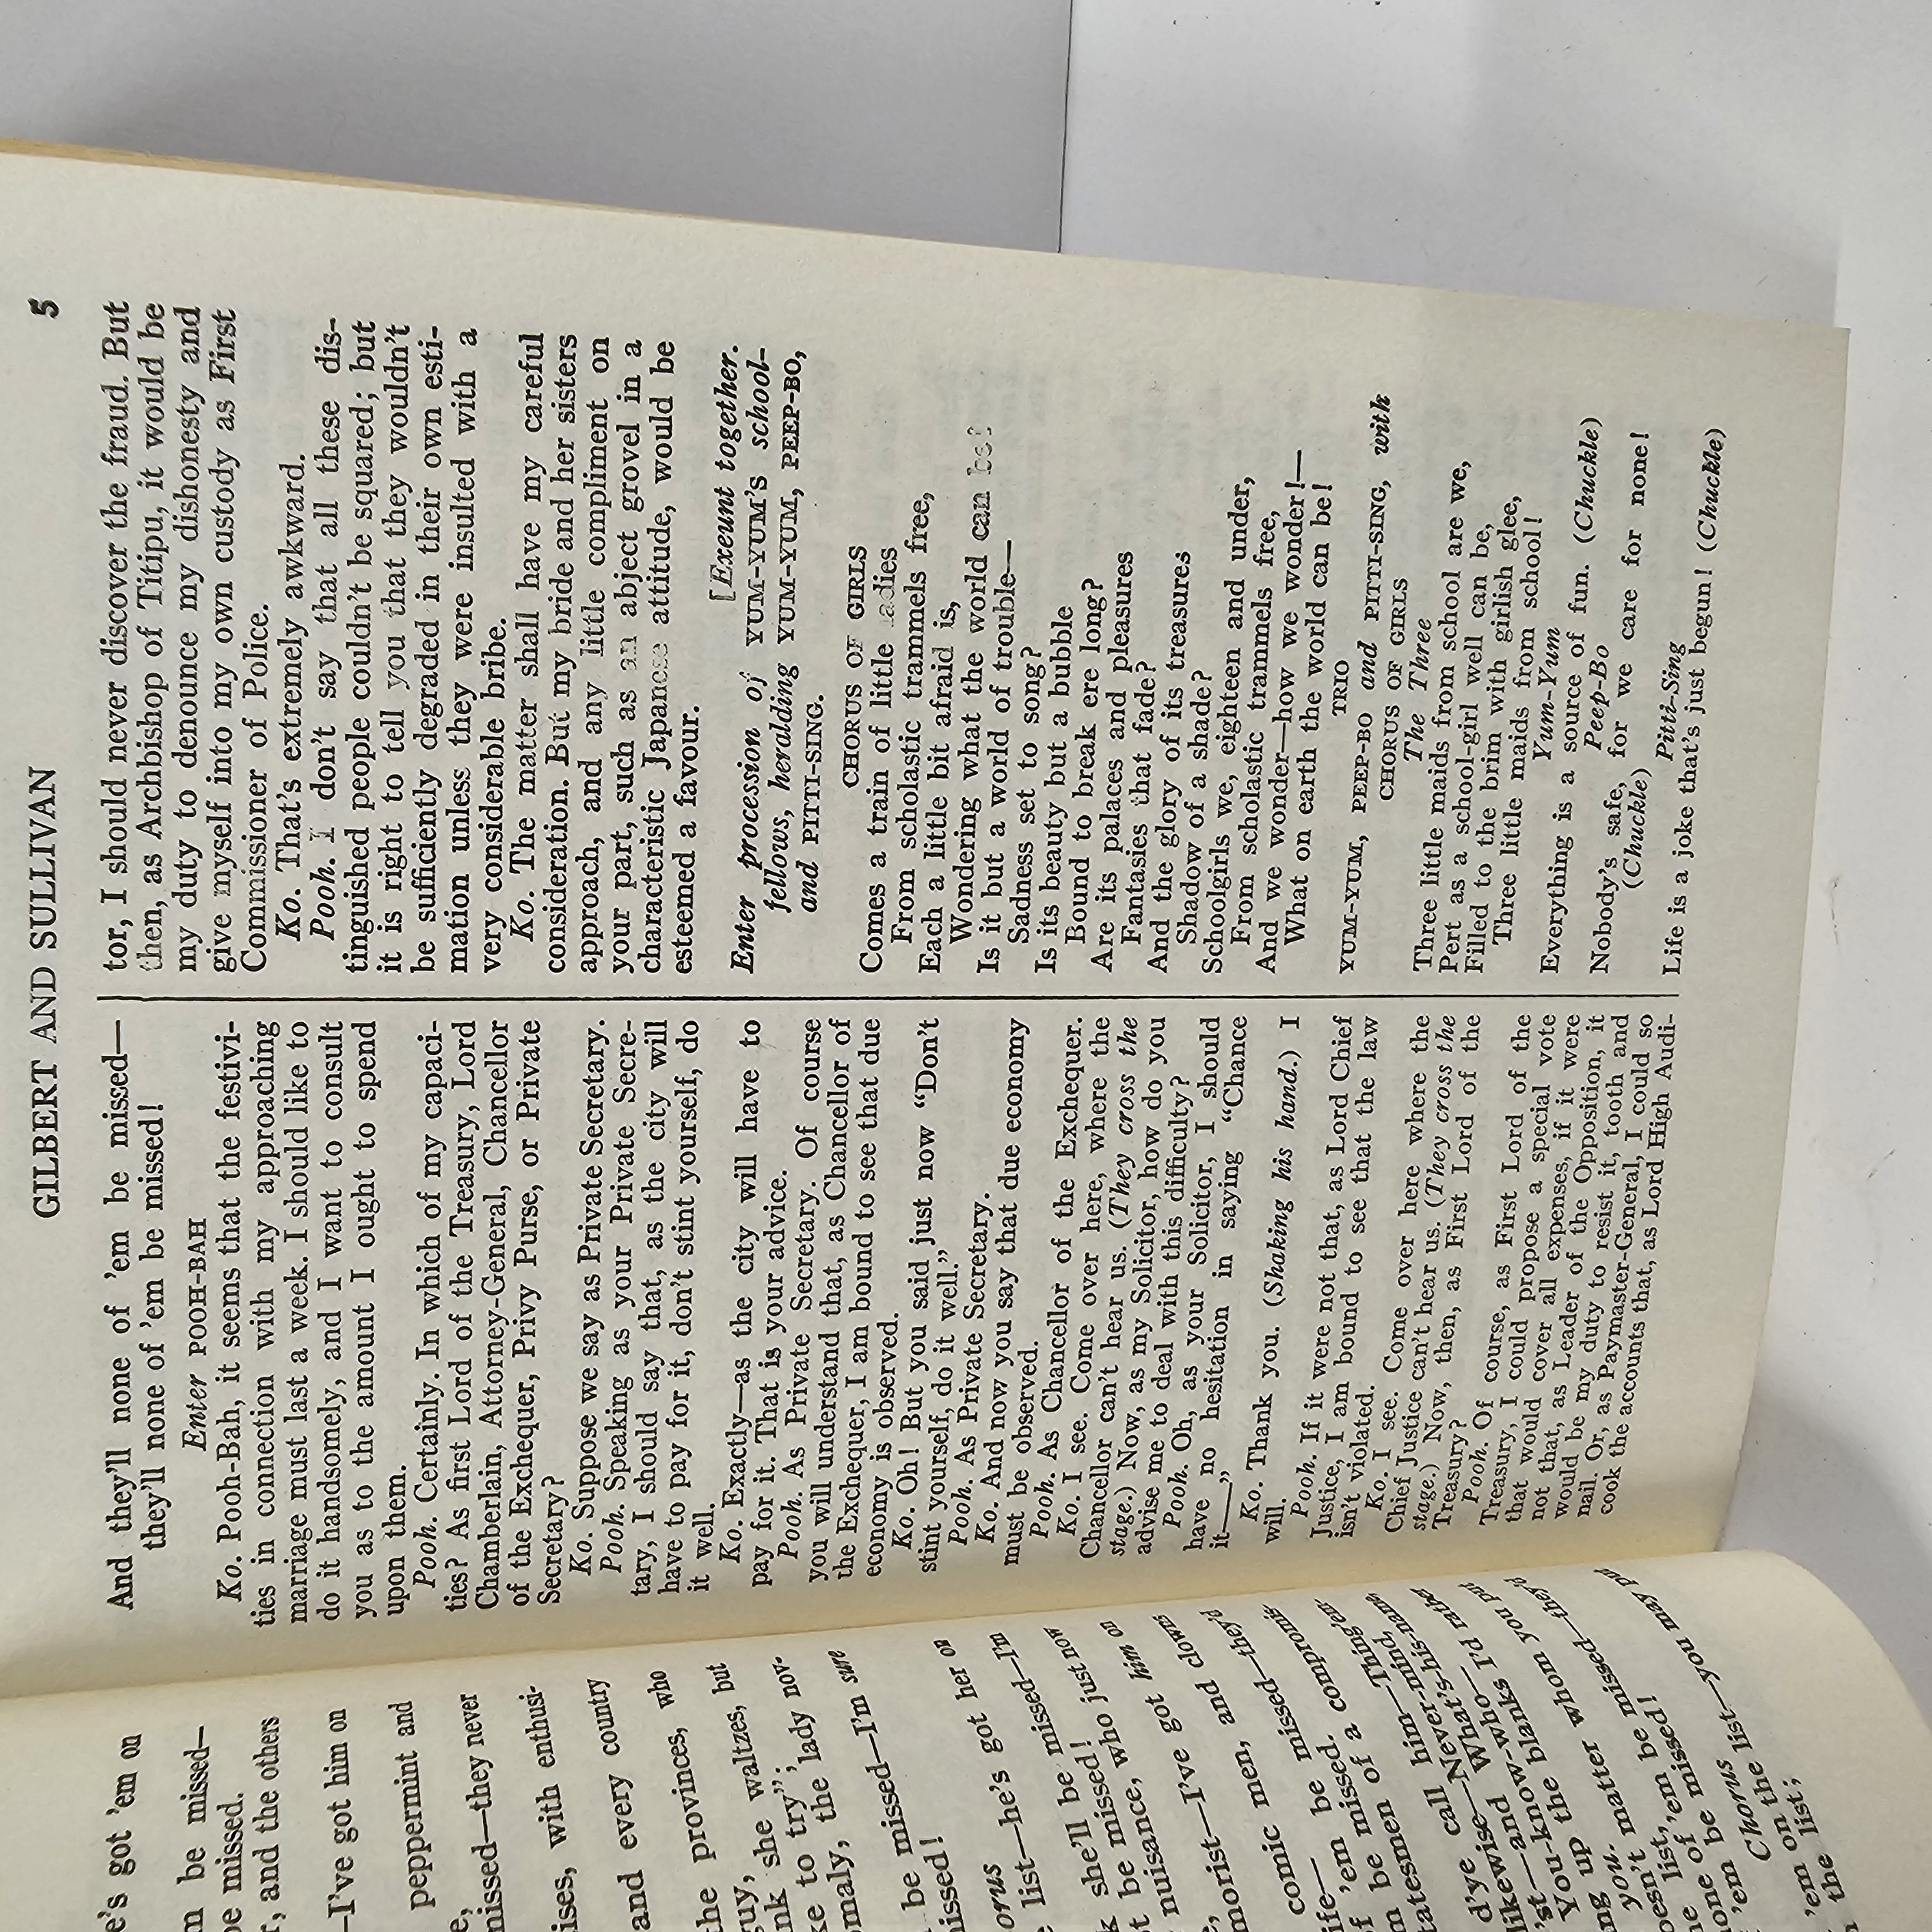 GILBERT AND SULLIVAN 5
e's got 'em on
m be missed—
be missed.
r, and the others
—I've got him on
peppermint and
e,
missed—they never
ises, with enthusi-
and every country
the provinces, who
guy,
nk she waltzes, but
ke to try";
omaly, the lady nov-
be missed—I'm sure
missed!
orus
list—he's got her on
k she'll be missed—I'm
t be missed!
nuisance, who just now
e,
morist—I've got him on
comic men, and clowns
ife—
f 'em be missed—they'd
m be missed.
tatesmen of a compromis-
d'ye call him—Thing'em-
likewise—Never-mind,
'st—and What's-his-name,
You-know-who—
ng up the blanks I'd rather
you.
oesn't matter whom you put
he list,
one of 'em be missed—they'd
'em be missed!
Chorus
'em on the list—you may put
the list;
And they'll none of 'em be missed—
they'll none of 'em be missed!
Enter POOH-BAH
Ko. Pooh-Bah, it seems that the festivi-
ties in connection with my approaching
marriage must last a week. I should like to
do it handsomely, and I want to consult
you as to the amount I ought to spend
upon them.
Pooh. Certainly. In which of my capaci-
ties? As first Lord of the Treasury, Lord
Chamberlain, Attorney-General, Chancellor
of the Exchequer, Privy Purse, or Private
Secretary?
Ko. Suppose we say as Private Secretary.
Pooh. Speaking as your Private Secre-
tary, I should say that, as the city will
have to pay for it, don't stint yourself, do
it well.
Ko. Exactly—as the city will have to
pay for it. That is your advice.
Pooh. As Private Secretary. Of course
you will understand that, as Chancellor of
the Exchequer, I am bound to see that due
economy is observed.
Ko. Oh! But you said just now "Don't
stint yourself, do it well."
Pooh. As Private Secretary.
Ko. And now you say that due economy
must be observed.
Pooh. As Chancellor of the Exchequer.
Ko. I see. Come over here, where the
Chancellor can't hear us. (They cross the
stage.) Now, as my Solicitor, how do you
advise me to deal with this difficulty?
Pooh. Oh, as your Solicitor, I should
have no hesitation in saying "Chance
it——"
Ko. Thank you. (Shaking his hand.) I
will.
Pooh. If it were not that, as Lord Chief
Justice, I am bound to see that the law
isn't violated.
Ko. I see. Come over here where the
Chief Justice can't hear us. (They cross the
stage.) Now, then, as First Lord of the
Treasury?
Pooh. Of course, as First Lord of the
Treasury, I could propose a special vote
that would cover all expenses, if it were
not that, as Leader of the Opposition, it
would be my duty to resist it, tooth and
nail. Or, as Paymaster-General, I could so
cook the accounts that, as Lord High Audi-
tor, I should never discover the fraud. But
then, as Archbishop of Titipu, it would be
my duty to denounce my dishonesty and
give myself into my own custody as First
Commissioner of Police.
Ko. That's extremely awkward.
Pooh. I don't say that all these dis-
tinguished people couldn't be squared; but
it is right to tell you that they wouldn't
be sufficiently degraded in their own esti-
mation unless they were insulted with a
very considerable bribe.
Ko. The matter shall have my careful
consideration. But my bride and her sisters
approach, and any little compliment on
your part, such as an abject grovel in a
characteristic Japanese attitude, would be
esteemed a favour.
[Exeunt together.
Enter procession of YUM-YUM'S school-
fellows, heralding YUM-YUM, PEEP-BO,
and PITTI-SING.
CHORUS OF GIRLS
Comes a train of little ladies
From scholastic trammels free,
Each a little bit afraid is,
Wondering what the world can be!
Is it but a world of trouble—
Sadness set to song?
Is its beauty but a bubble
Bound to break ere long?
Are its palaces and pleasures
Fantasies that fade?
And the glory of its treasures
Shadow of a shade?
Schoolgirls we, eighteen and under,
From scholastic trammels free,
And we wonder—how we wonder!—
What on earth the world can be!
TRIO
YUM-YUM, PEEP-BO and PITTI-SING, with
CHORUS OF GIRLS
The Three
Three little maids from school are we,
Pert as a school-girl well can be,
Filled to the brim with girlish glee,
Three little maids from school!
Yum-Yum
Everything is a source of fun. (Chuckle)
Peep-Bo
Nobody's safe, for we care for none!
(Chuckle)
Pitti-Sing
Life is a joke that's just begun! (Chuckle)